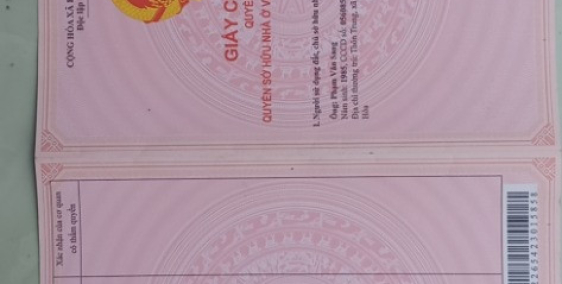 CỘNG HÒA XÃ
Độc lập
GIẤY C
QUYỀ
QUYỀN SỞ HỮU NHÀ Ở V
I. Người sử dụng đất, chủ sở hữu nh
Ông: Phạm Văn Sang
Năm sinh: 1985, CCCD số:
Địa chỉ thường trú: Thôn Trung, xã
Hòa
Xác nhận của cơ quan
có thẩm quyền